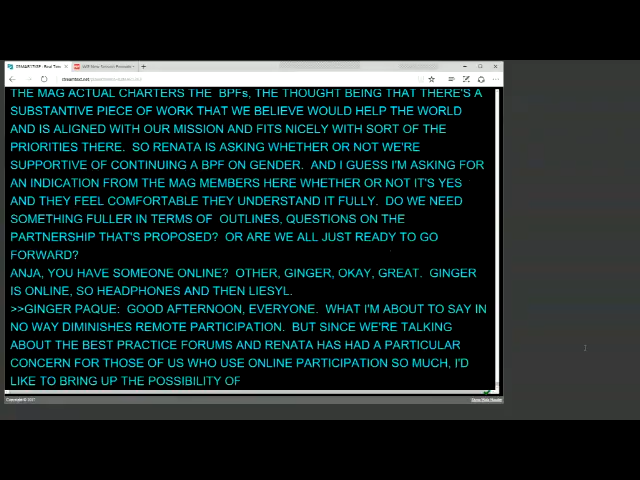 streamtext.net
THE MAG ACTUAL CHARTERS THE  BPFs, THE THOUGHT BEING THAT THERE'S A
SUBSTANTIVE PIECE OF WORK THAT WE BELIEVE WOULD HELP THE WORLD
AND IS ALIGNED WITH OUR MISSION AND FITS NICELY WITH SORT OF THE
PRIORITIES THERE.  SO RENATA IS ASKING WHETHER OR NOT WE'RE
SUPPORTIVE OF CONTINUING A BPF ON GENDER.  AND I GUESS I'M ASKING FOR
AN INDICATION FROM THE MAG MEMBERS HERE WHETHER OR NOT IT'S YES
AND THEY FEEL COMFORTABLE THEY UNDERSTAND IT FULLY.  DO WE NEED
SOMETHING FULLER IN TERMS OF  OUTLINES, QUESTIONS ON THE
PARTNERSHIP THAT'S PROPOSED?  OR ARE WE ALL JUST READY TO GO
FORWARD?
ANJA, YOU HAVE SOMEONE ONLINE?  OTHER, GINGER, OKAY, GREAT.  GINGER
IS ONLINE, SO HEADPHONES AND THEN LIESYL.
>>GINGER PAQUE:  GOOD AFTERNOON, EVERYONE.  WHAT I'M ABOUT TO SAY IN
NO WAY DIMINISHES REMOTE PARTICIPATION.  BUT SINCE WE'RE TALKING
ABOUT THE BEST PRACTICE FORUMS AND RENATA HAS HAD A PARTICULAR
CONCERN FOR THOSE OF US WHO USE ONLINE PARTICIPATION SO MUCH, I'D
LIKE TO BRING UP THE POSSIBILITY OF